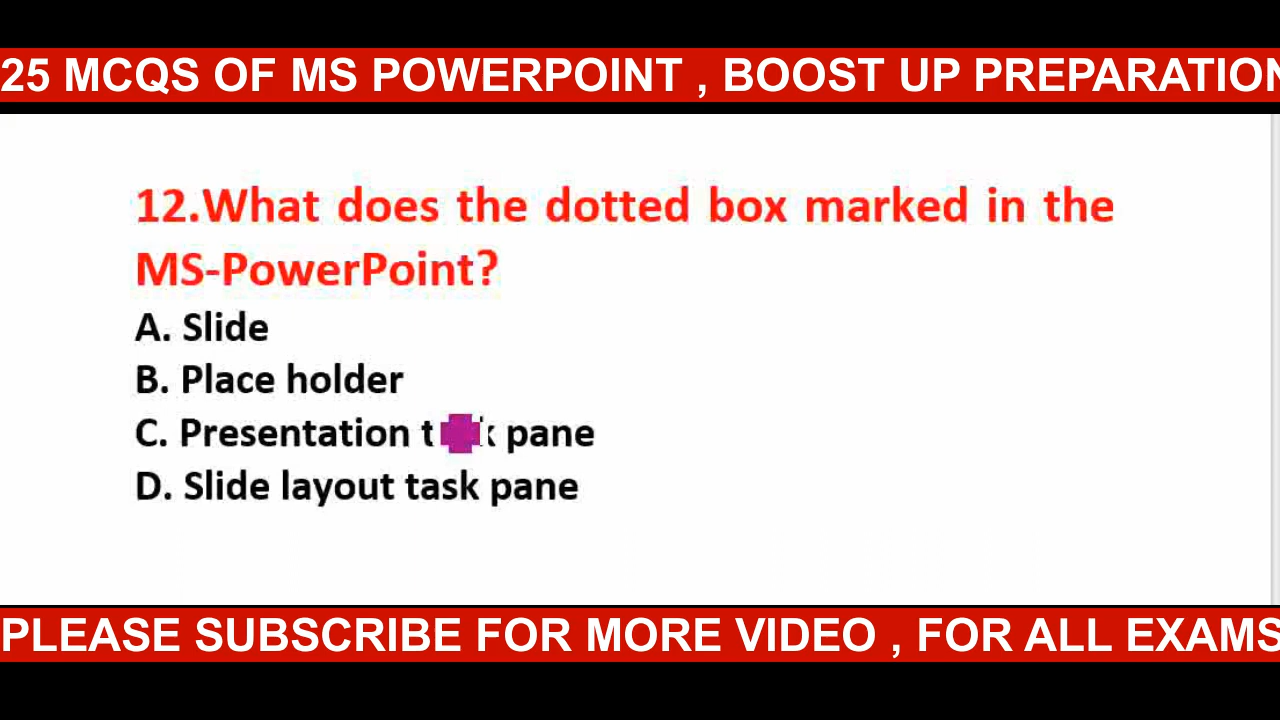 25 MCQS OF MS POWERPOINT , BOOST UP PREPARATION
12.What does the dotted box marked in the
MS-PowerPoint?
A. Slide
B. Place holder
C. Presentation pane
D. Slide layout task pane
PLEASE SUBSCRIBE FOR MORE VIDEO , FOR ALL EXAMS